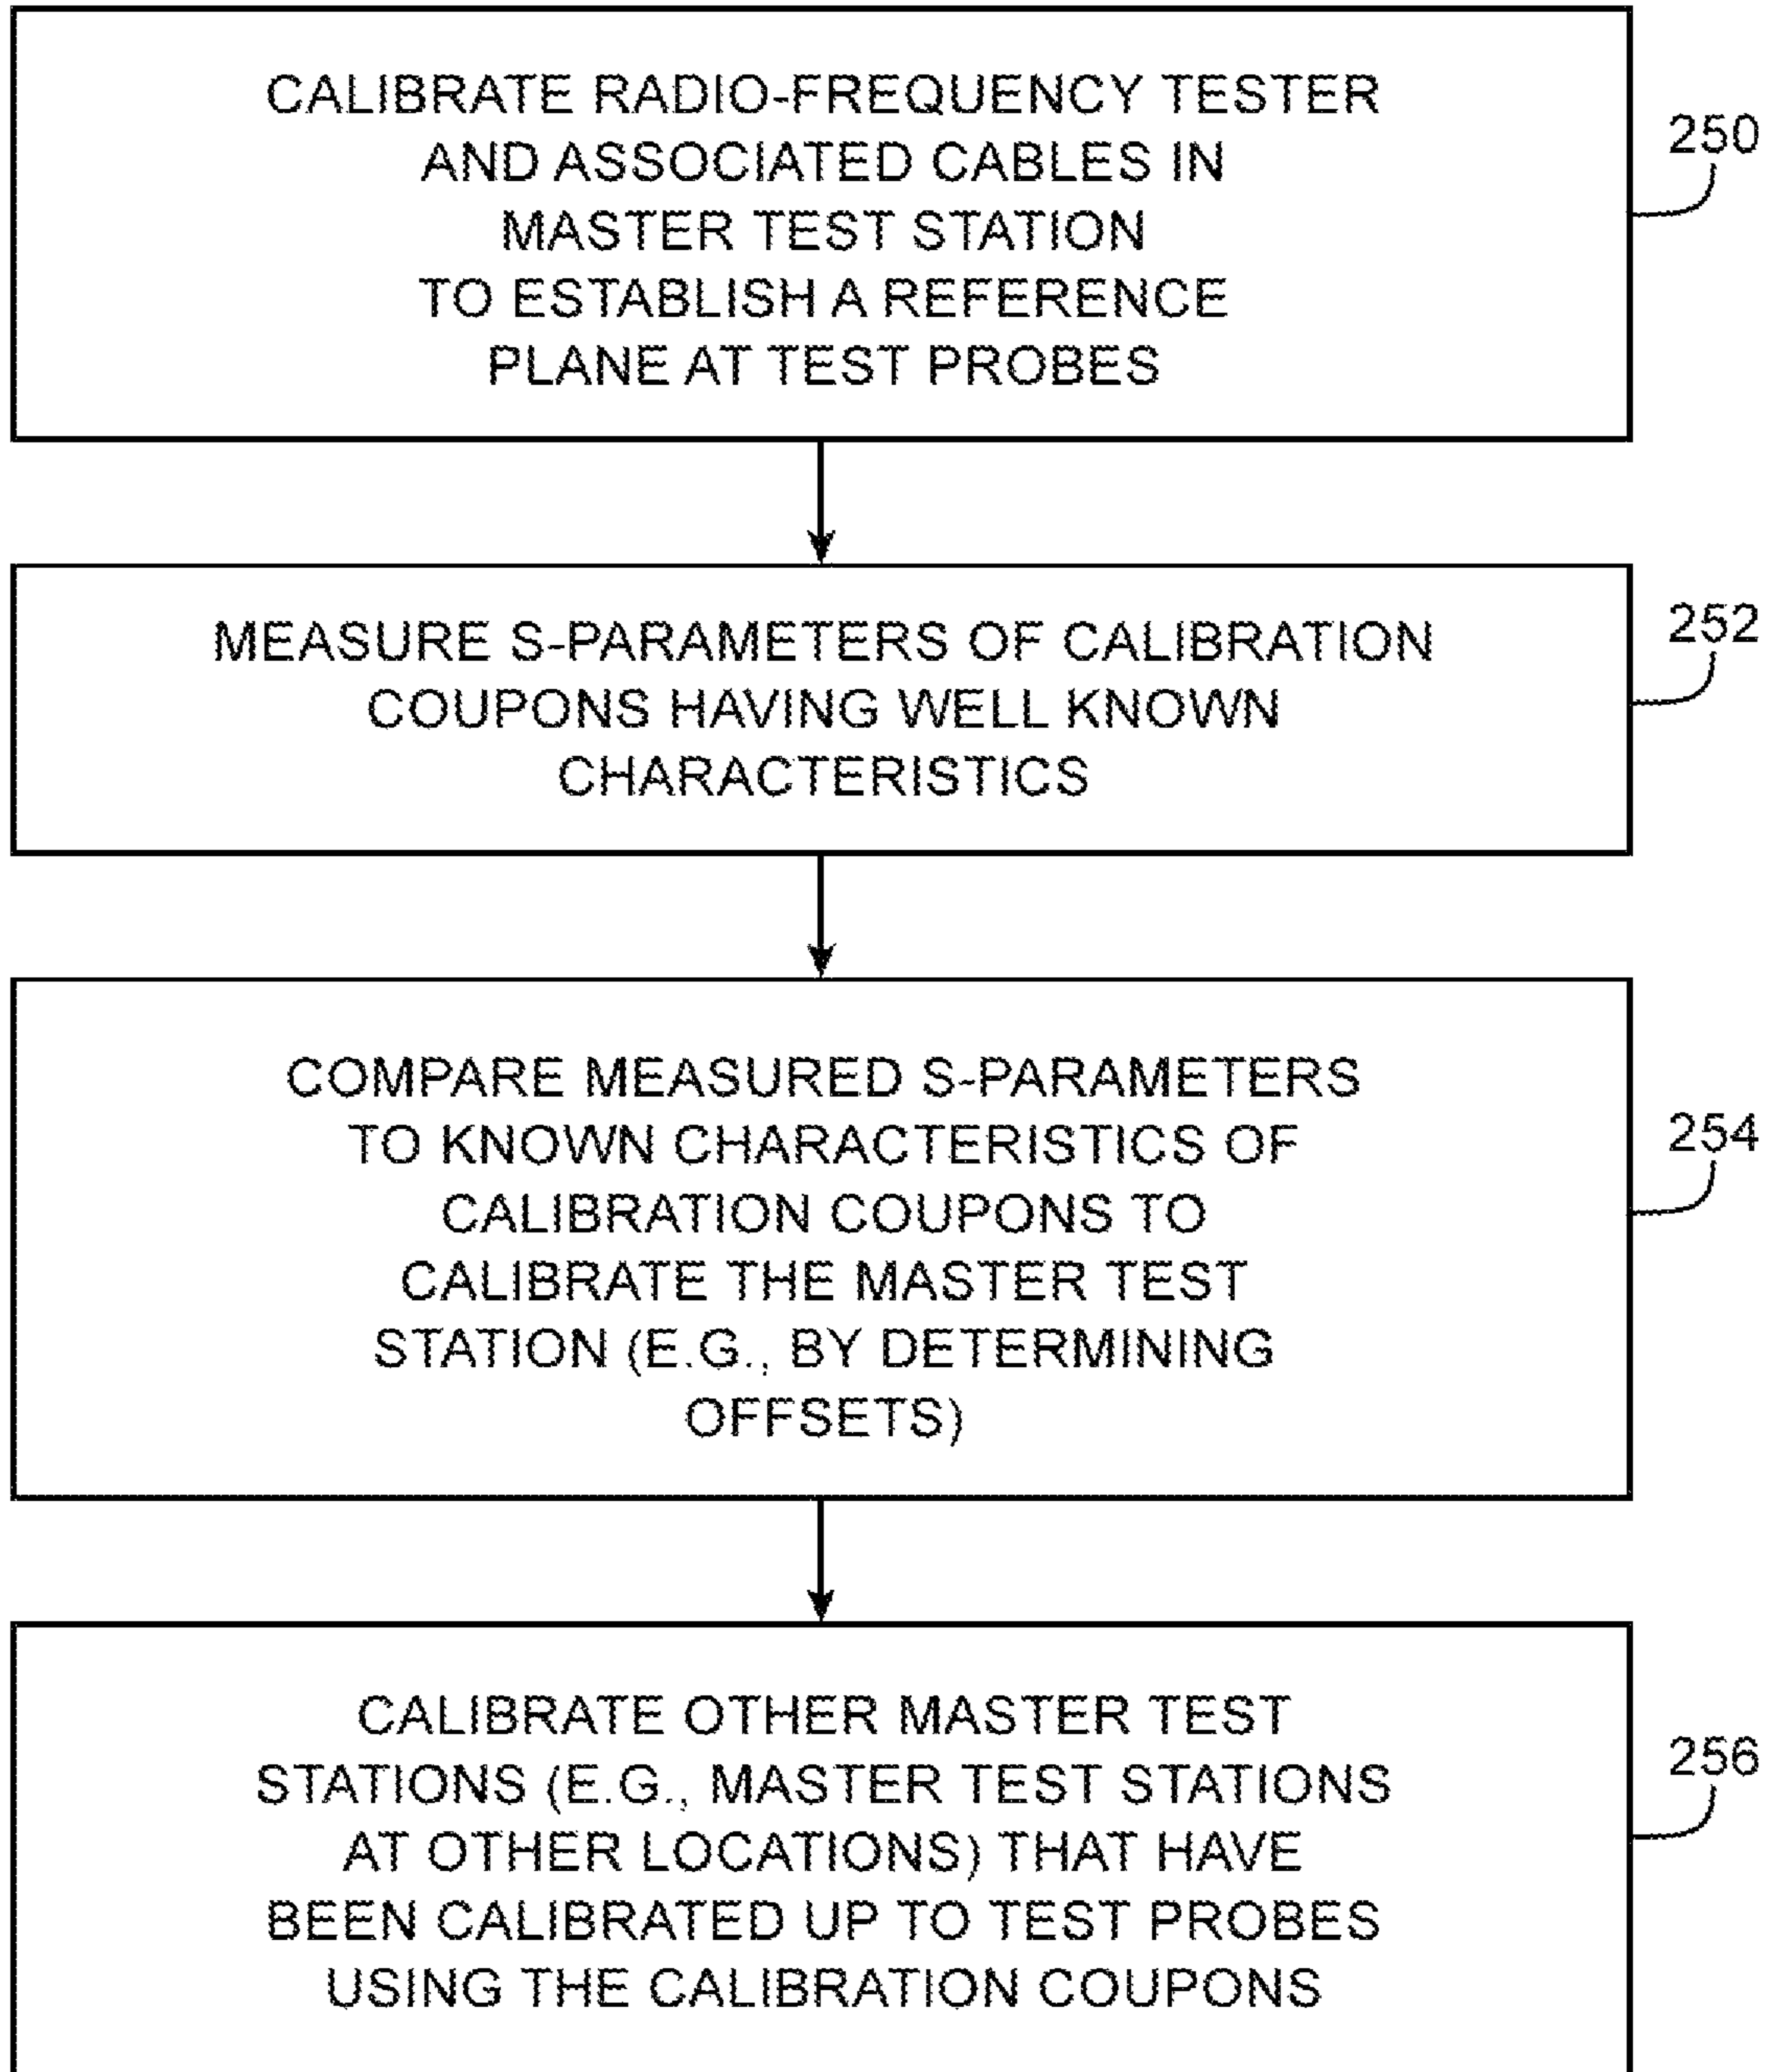 CALIBRATE RADIO-FREQUENCY TESTER
AND ASSOCIATED CABLES IN
MASTER TEST STATION
TO ESTABLISH A REFERENCE
PLANE AT TEST PROBES
250
MEASURE S-PARAMETERS OF CALIBRATION
COUPONS HAVING WELL KNOWN
CHARACTERISTICS
252
COMPARE MEASURED S-PARAMETERS
TO KNOWN CHARACTERISTICS OF
CALIBRATION COUPONS TO
CALIBRATE THE MASTER TEST
STATION (E.G., BY DETERMINING
OFFSETS)
254
CALIBRATE OTHER MASTER TEST
STATIONS (E.G., MASTER TEST STATIONS
AT OTHER LOCATIONS) THAT HAVE
BEEN CALIBRATED UP TO TEST PROBES
USING THE CALIBRATION COUPONS
256